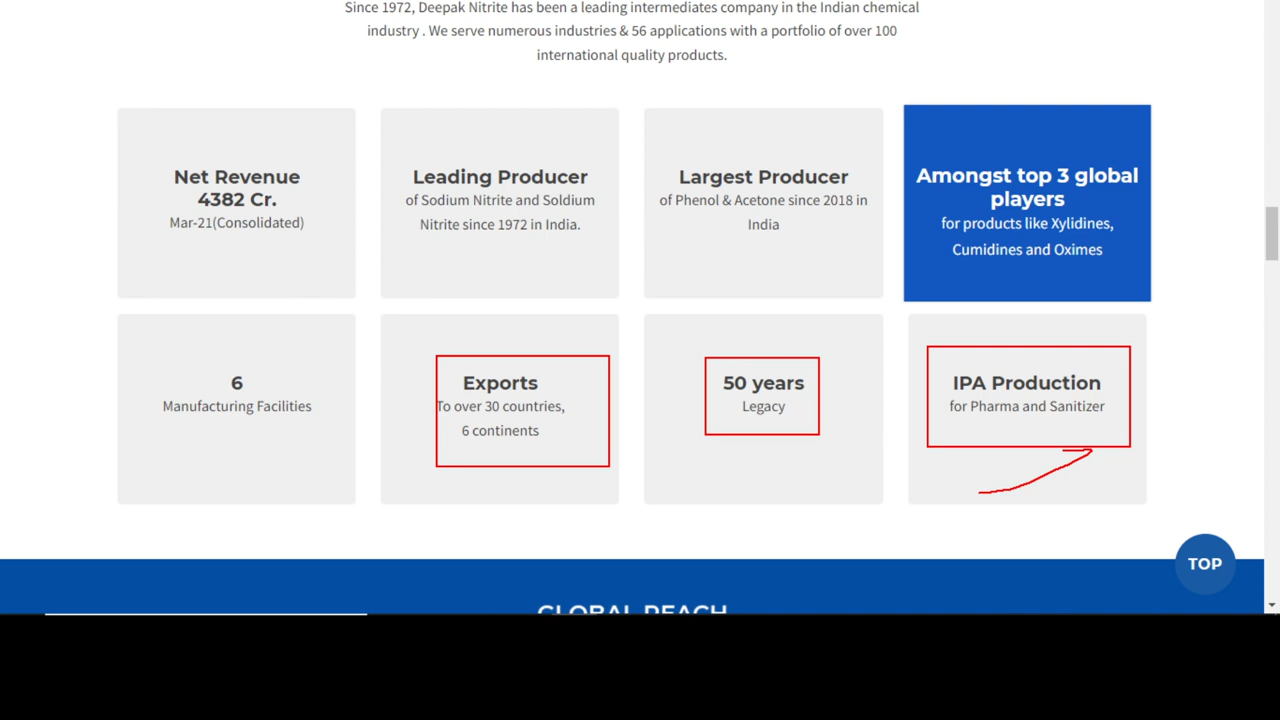 Since 1972, Deepak Nitrite has been a leading intermediates company in the Indian chemical
industry . We serve numerous industries & 56 applications with a portfolio of over 100
international quality products.
Net Revenue
4382 Cr.
Mar-21(Consolidated)
Leading Producer
of Sodium Nitrite and Soldium
Nitrite since 1972 in India.
Largest Producer
of Phenol & Acetone since 2018 in
India
Amongst top 3 global
players
for products like Xylidines,
Cumidines and Oximes
6
Manufacturing Facilities
Exports
To over 30 countries,
6 continents
50 years
Legacy
IPA Production
for Pharma and Sanitizer
TOP
GLOBAL REACH